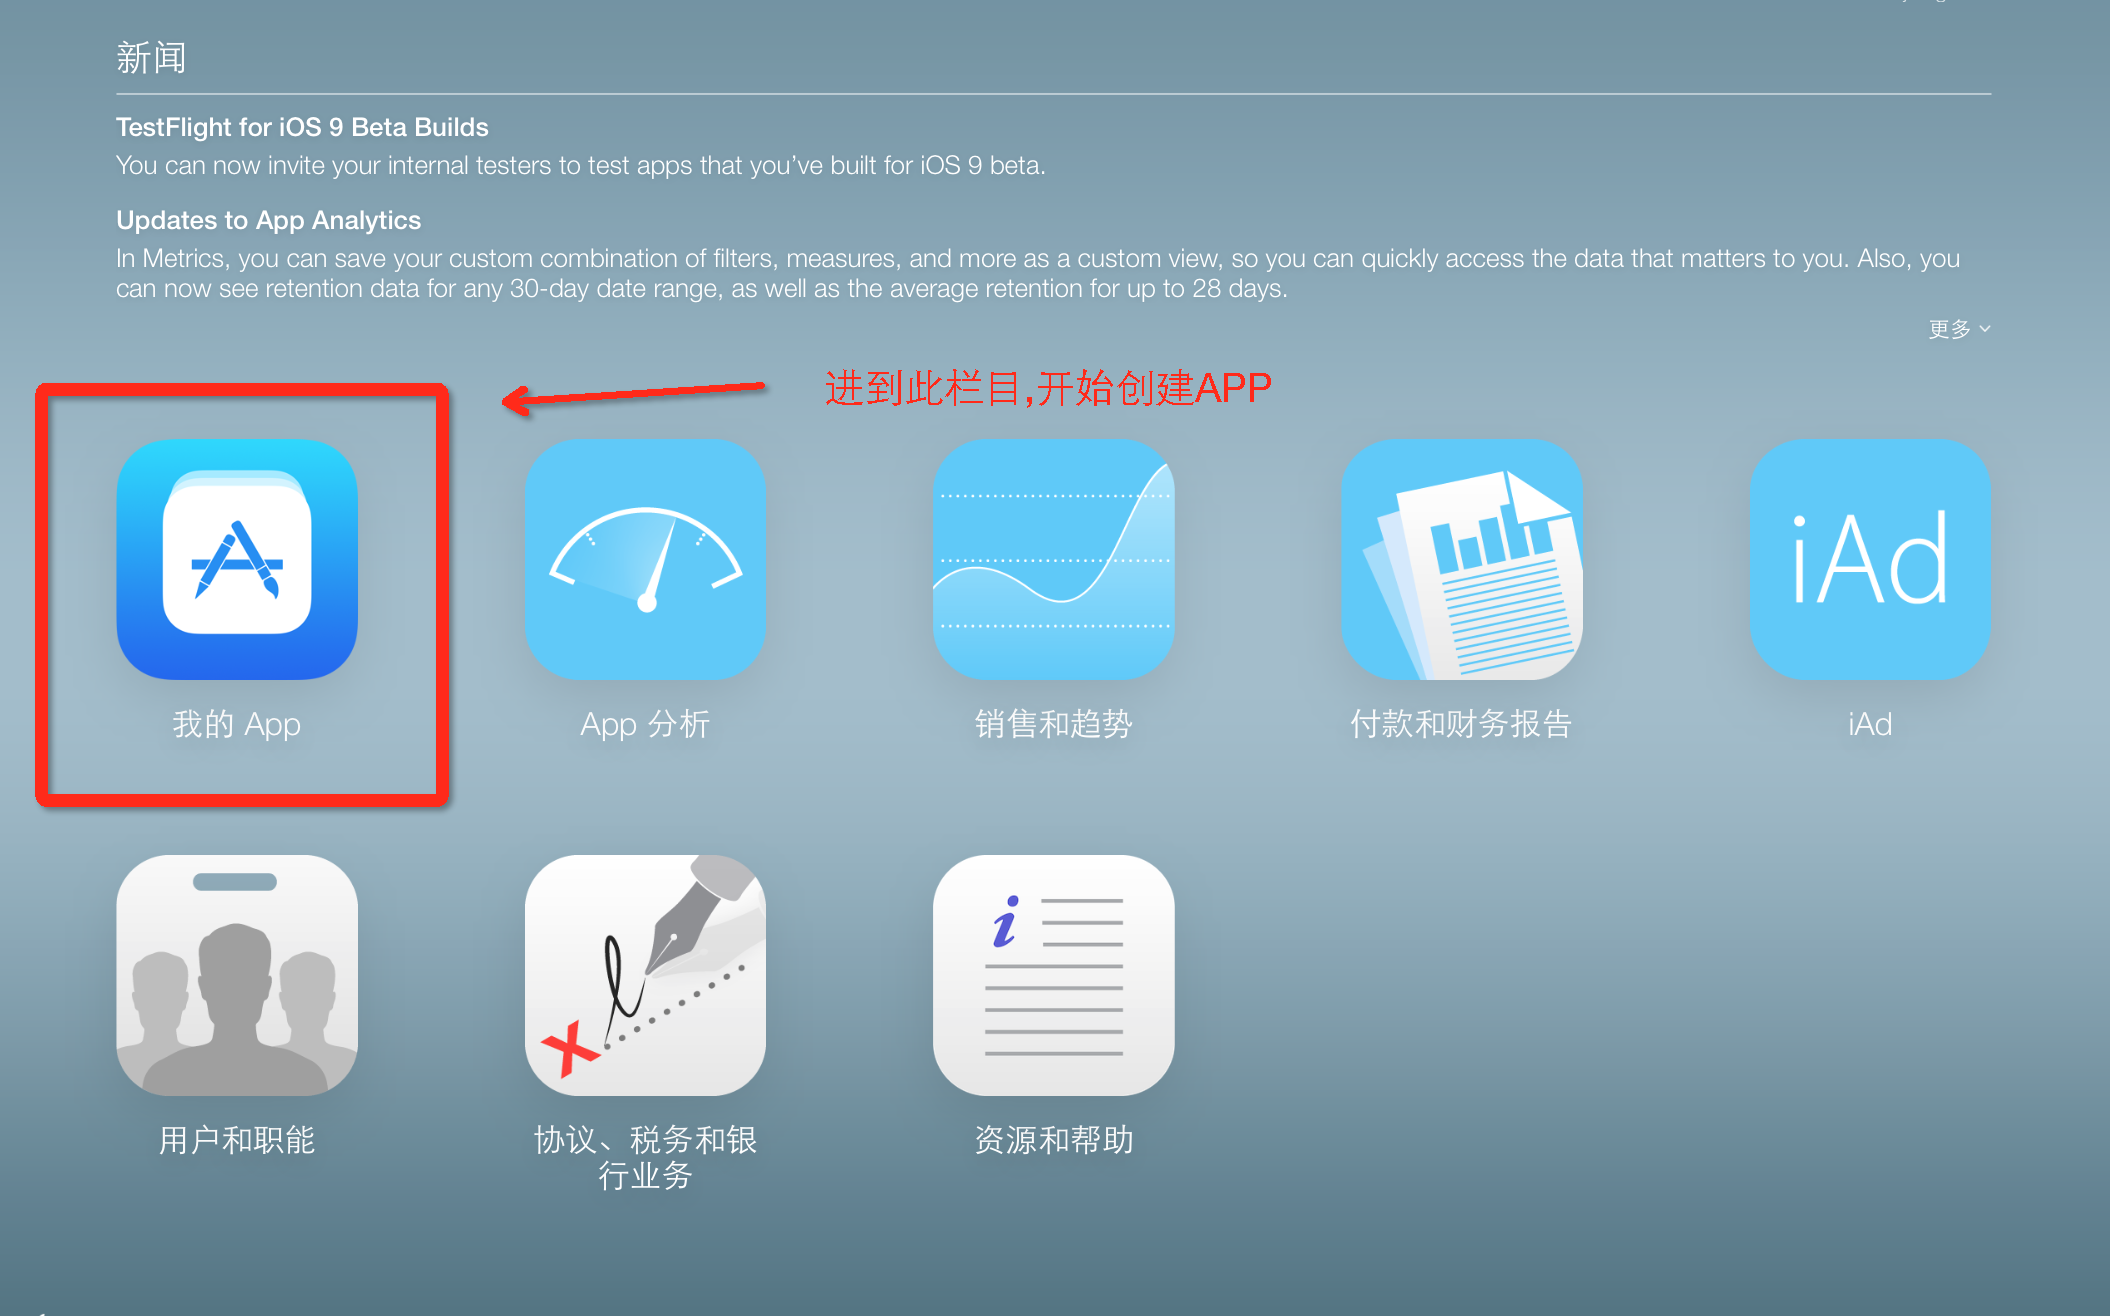 新闻
TestFlight for iOS 9 Beta Builds
You can now invite your internal testers to test apps that you’ve built for iOS 9 beta.
Updates to App Analytics
In Metrics, you can save your custom combination of filters, measures, and more as a custom view, so you can quickly access the data that matters to you. Also, you
can now see retention data for any 30-day date range, as well as the average retention for up to 28 days.
更多
进到此栏目,开始创建APP
iAd
我的 App
App 分析
销售和趋势
付款和财务报告
iAd
i
用户和职能
协议、税务和银
行业务
资源和帮助